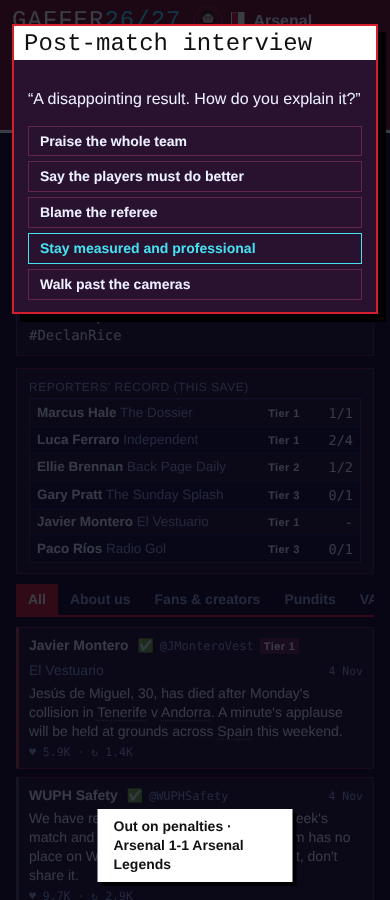 GAFFER26/27 Arsenal
Post-match interview
“A disappointing result. How do you explain it?”
Praise the whole team
Say the players must do better
Blame the referee
Stay measured and professional
Walk past the cameras
#DeclanRice
REPORTERS' RECORD (THIS SAVE)
Marcus Hale The Dossier Tier 1 1/1
Luca Ferraro Independent Tier 1 2/4
Ellie Brennan Back Page Daily Tier 2 1/2
Gary Pratt The Sunday Splash Tier 3 0/1
Javier Montero El Vestuario Tier 1 -
Paco Ríos Radio Gol Tier 3 0/1
All About us Fans & creators Pundits
Javier Montero ✅ @JMonteroVest Tier 1
El Vestuario 4 Nov
Jesús de Miguel, 30, has died after Monday's
collision in Tenerife v Andorra. A minute's applause
will be held at grounds across Spain this weekend.
♥ 5.9K · ↻ 1.4K
WUPH Safety ✅ @WUPHSafety 4 Nov
We have
match and has no
place on don't
share it.
♥ 9.7K · ↻ 2.9K
Out on penalties ·
Arsenal 1-1 Arsenal
Legends